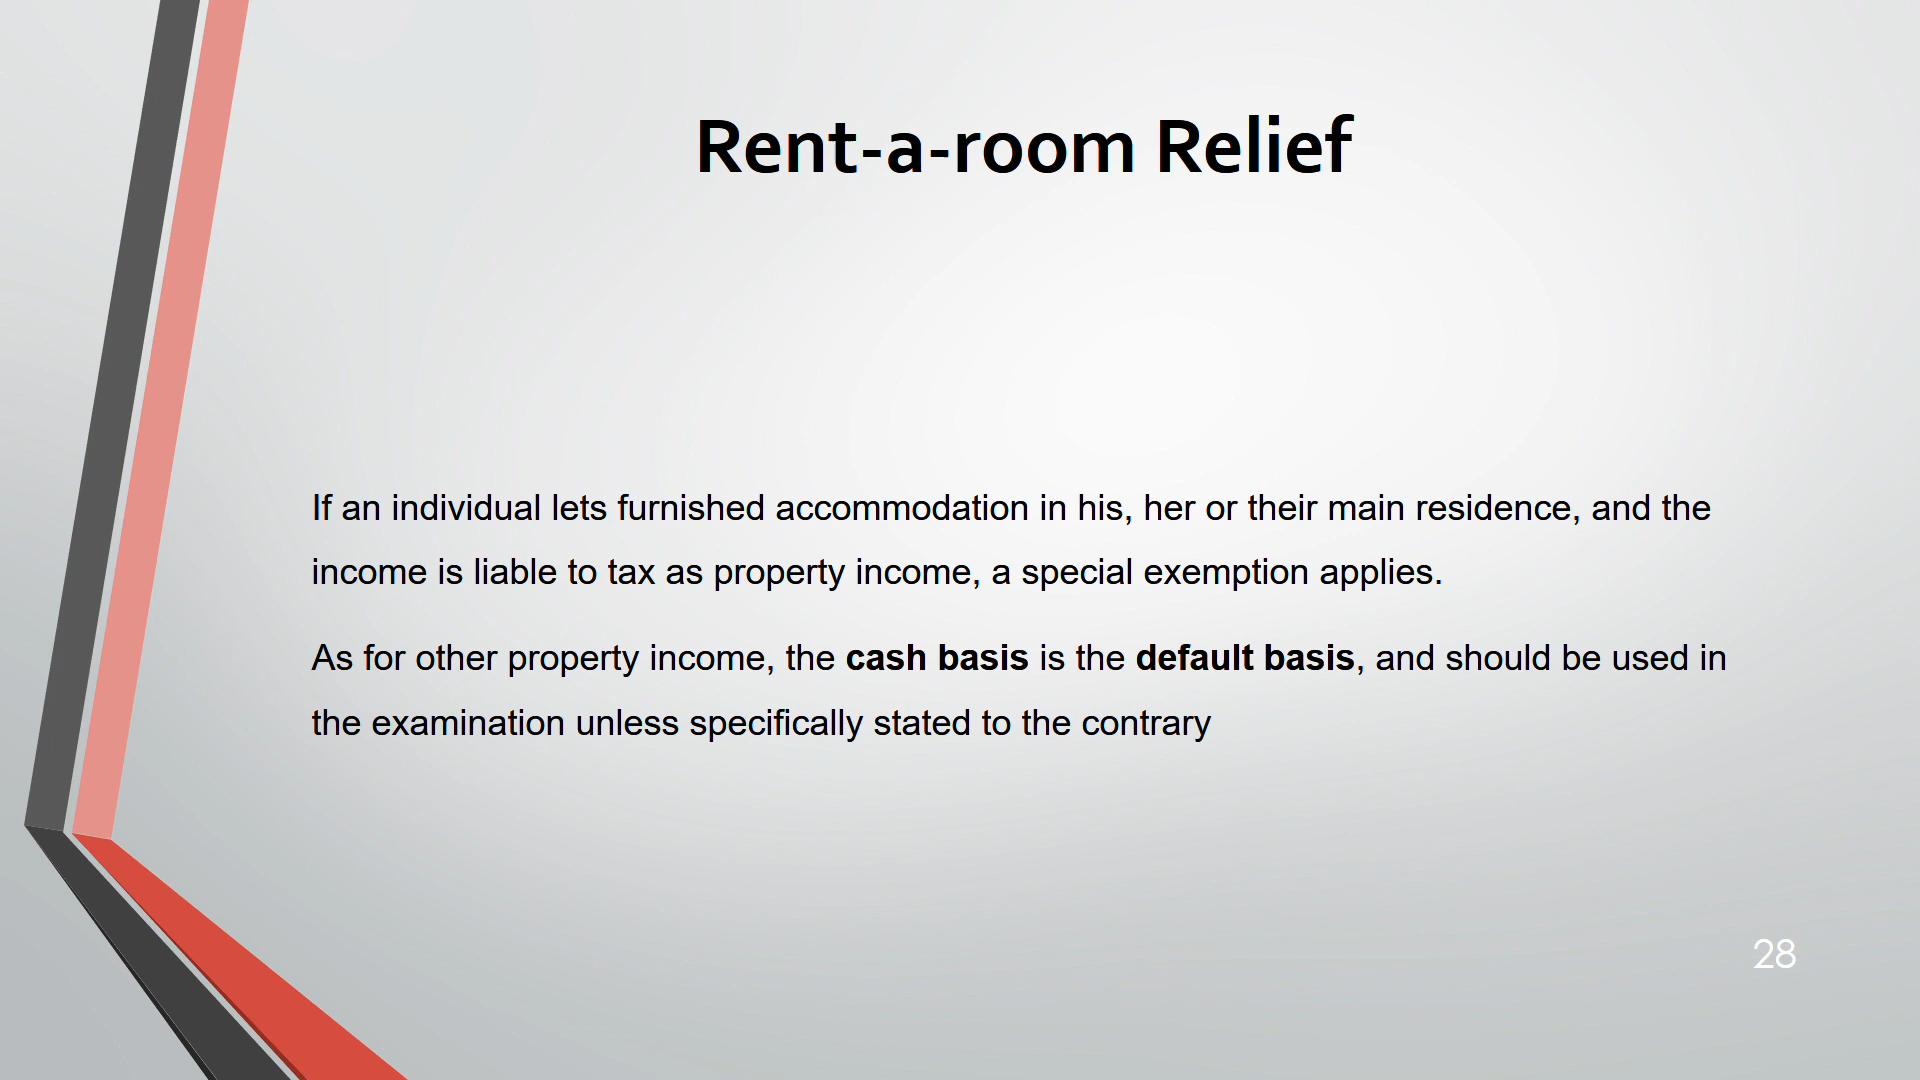 Rent-a-room Relief
If an individual lets furnished accommodation in his, her or their main residence, and the
income is liable to tax as property income, a special exemption applies.
As for other property income, the cash basis is the default basis, and should be used in
the examination unless specifically stated to the contrary
28